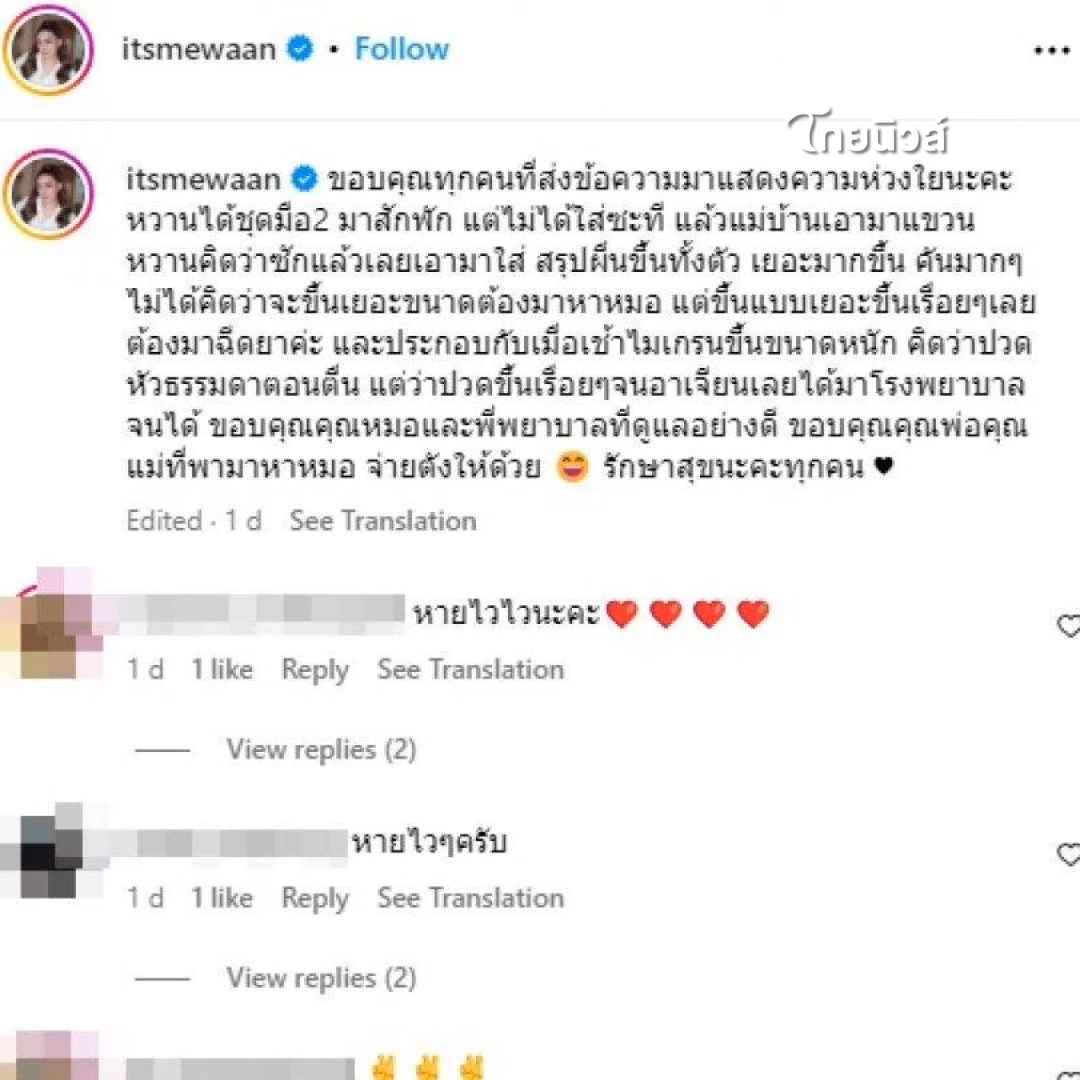 itsmewaan • Follow
ไทยนิวส์
itsmewaan ขอบคุณทุกคนที่ส่งข้อความมาแสดงความห่วงใยนะคะ
หวานได้ชุดมือ2 มาสักพัก แต่ไม่ได้ใส่ซะที แล้วแม่บ้านเอามาแขวน
หวานคิดว่าซักแล้วเลยเอามาใส่ สรุปผื่นขึ้นทั้งตัว เยอะมากขึ้น คันมากๆ
ไม่ได้คิดว่าจะขึ้นเยอะขนาดต้องมาหาหมอ แต่ขึ้นแบบเยอะขึ้นเรื่อยๆเลย
ต้องมาฉีดยาค่ะ และประกอบกับเมื่อเช้าไมเกรนขึ้นขนาดหนัก คิดว่าปวด
หัวธรรมดาตอนตื่น แต่ว่าปวดขึ้นเรื่อยๆจนอาเจียนเลยได้มาโรงพยาบาล
จนได้ ขอบคุณคุณหมอและพี่พยาบาลที่ดูแลอย่างดี ขอบคุณคุณพ่อคุณ
แม่ที่พามาหาหมอ จ่ายตังให้ด้วย 😄 รักษาสุขนะคะทุกคน ♥
Edited · 1 d See Translation
หายไวไวนะคะ❤️❤️❤️❤️
1 d 1 like Reply See Translation
View replies (2)
หายไวๆครับ
1 d 1 like Reply See Translation
View replies (2)
✌️✌️✌️